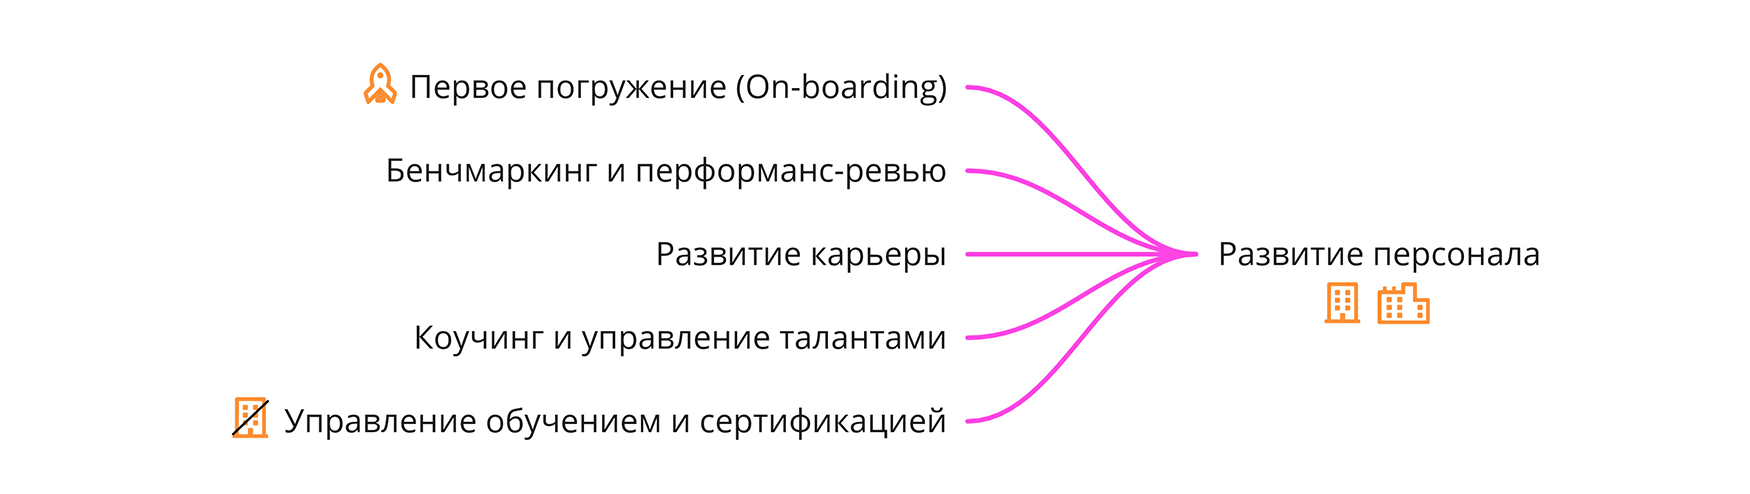 Первое погружение (On-boarding)
Бенчмаркинг и перформанс-ревью
Развитие карьеры
Развитие персонала
Коучинг и управление талантами
Управление обучением и сертификацией